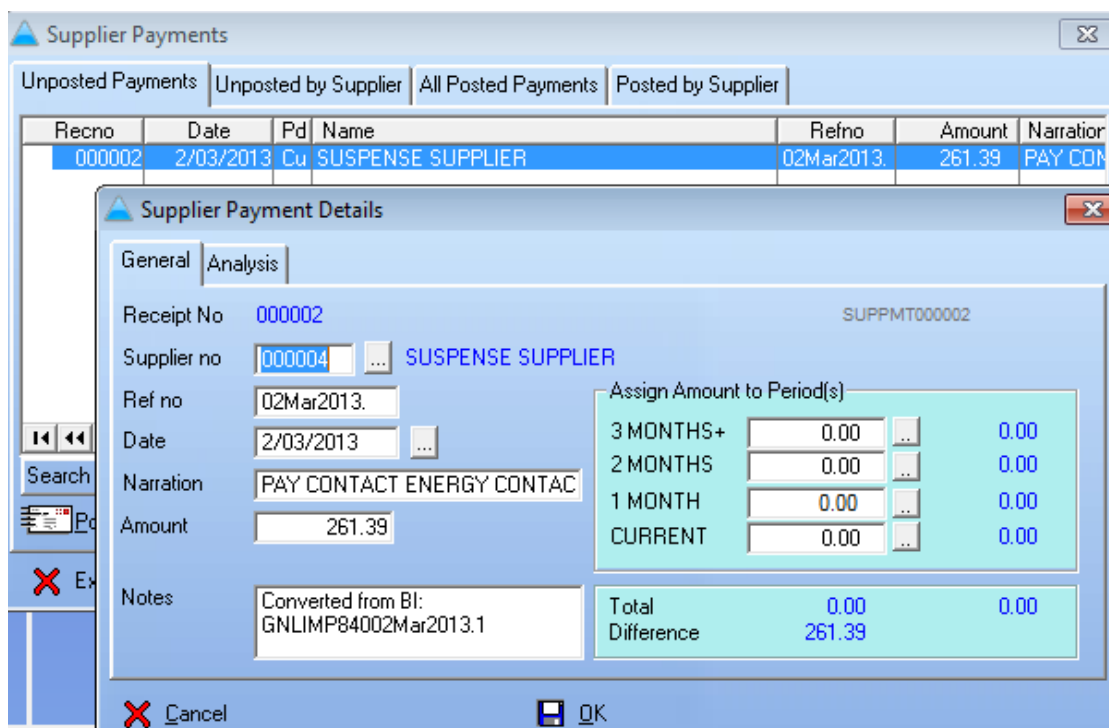 Supplier Payments
Unposted Payments Unposted by Supplier All Posted Payments Posted by Supplier
Recno Date Pd Name Refno Amount Narration
000002 2/03/2013 Cu SUSPENSE SUPPLIER 02Mar2013. 261.39 PAY CON
Supplier Payment Details
General Analysis
Receipt No 000002 SUPPMT000002
Supplier no 000004 ... SUSPENSE SUPPLIER
Ref no 02Mar2013.
Date 2/03/2013 ...
Narration PAY CONTACT ENERGY CONTAC
Amount 261.39
Assign Amount to Period(s)
3 MONTHS+ 0.00 .. 0.00
2 MONTHS 0.00 .. 0.00
1 MONTH 0.00 .. 0.00
CURRENT 0.00 .. 0.00
Notes Converted from BI:
GNLIMP84002Mar2013.1
Total 0.00 0.00
Difference 261.39
Search
Cancel OK